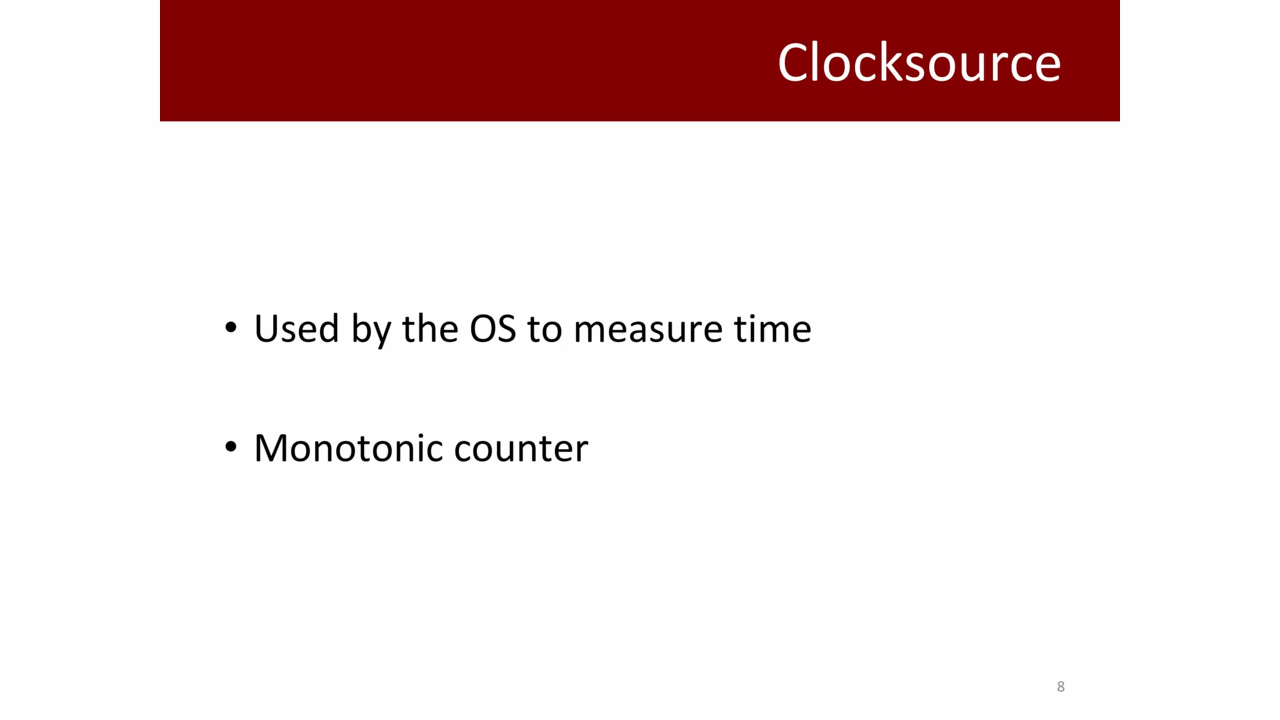 Clocksource
• Used by the OS to measure time
• Monotonic counter
8